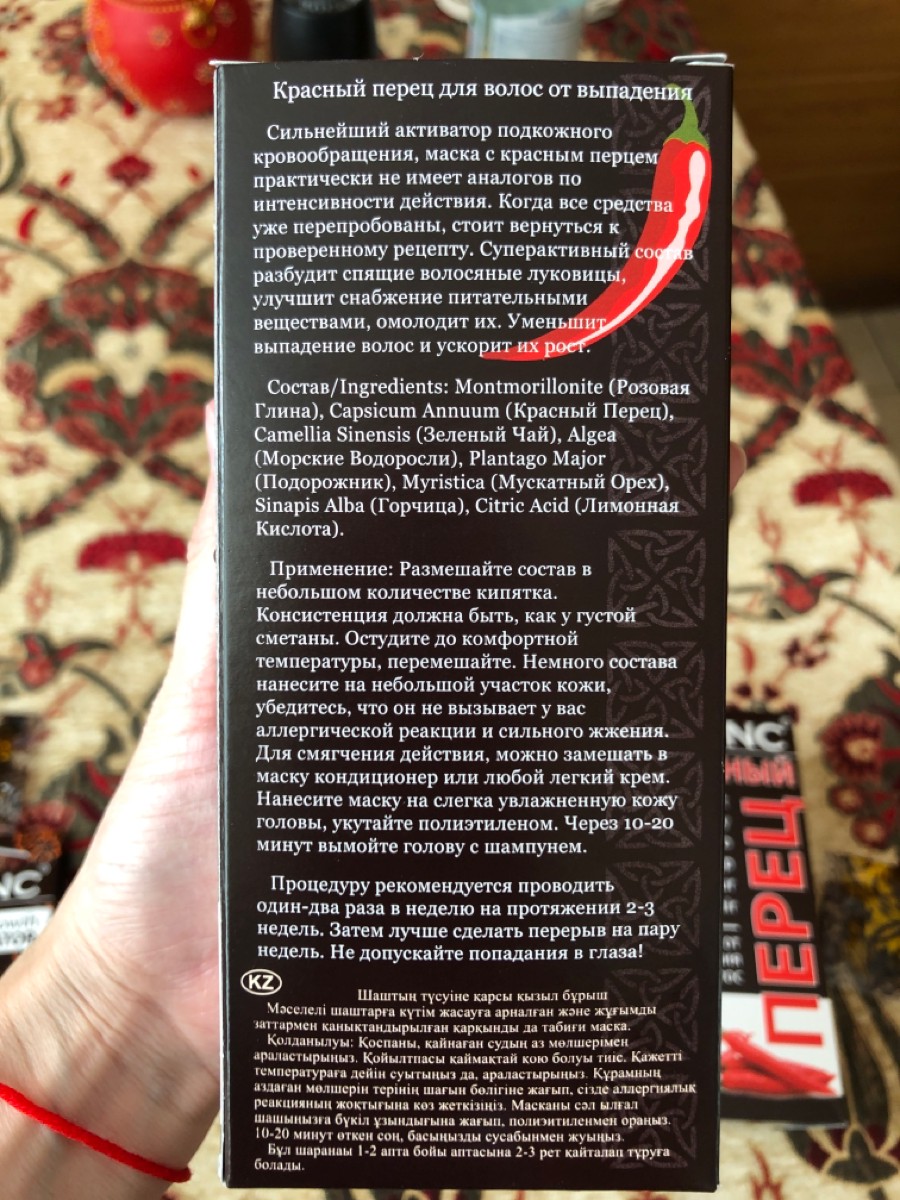 Красный перец для волос от выпадения
Сильнейший активатор подкожного
кровообращения, маска с красным перцем
практически не имеет аналогов по
интенсивности действия. Когда все средства
уже перепробованы, стоит вернуться к
проверенному рецепту. Суперактивный состав
разбудит спящие волосяные луковицы,
улучшит снабжение питательными
веществами, омолодит их. Уменьшит
выпадение волос и ускорит их рост.
Состав/Ingredients: Montmorillonite (Розовая
Глина), Capsicum Annuum (Красный Перец),
Camellia Sinensis (Зеленый Чай), Algea
(Морские Водоросли), Plantago Major
(Подорожник), Myristica (Мускатный Орех),
Sinapis Alba (Горчица), Citric Acid (Лимонная
Кислота).
Применение: Размешайте состав в
небольшом количестве кипятка.
Консистенция должна быть, как у густой
сметаны. Остудите до комфортной
температуры, перемешайте. Немного состава
нанесите на небольшой участок кожи,
убедитесь, что он не вызывает у вас
аллергической реакции и сильного жжения.
Для смягчения действия, можно замешать в
маску кондиционер или любой легкий крем.
Нанесите маску на слегка увлажненную кожу
головы, укутайте полиэтиленом. Через 10-20
минут вымойте голову с шампунем.
Процедуру рекомендуется проводить
один-два раза в неделю на протяжении 2-3
недель. Затем лучше сделать перерыв на пару
недель. Не допускайте попадания в глаза!
KZ
Шаштың түсуіне қарсы қызыл бұрыш
Мәселелі шаштарға күтім жасауға арналған және жұғымды
заттармен қанықтандырылған қарқынды да табиғи маска.
Қолданылуы: Қоспаны, қайнаған судың аз мөлшерімен
араластырыңыз. Қойылтпасы қаймақтай қою болуы тиіс. Қажетті
температураға дейін суытыңыз да, араластырыңыз. Құрамның
аздаған мөлшерін терінің шағын бөлігіне жағып, сізде аллергиялық
реакцияның жоқтығына көз жеткізіңіз. Масканы сәл ылғал
шашыңызға бүкіл ұзындығына жағып, полиэтиленмен ораңыз.
10-20 минут өткен соң, басыңызды сусабынмен жуыңыз.
Бұл шаранаы 1-2 апта бойы аптасына 2-3 рет қайталап тұруға
болады.
NC
NC
НЫЙ
ПЕРЕЦ